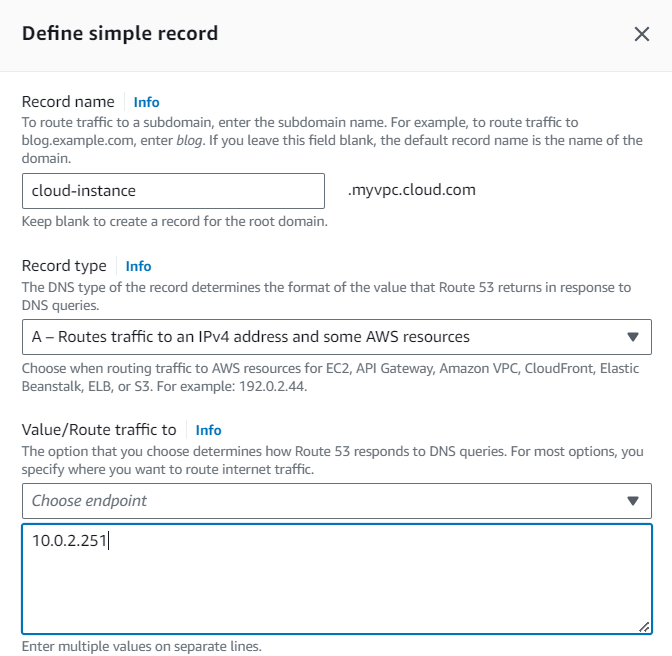 Define simple record
Record name Info
To route traffic to a subdomain, enter the subdomain name. For example, to route traffic to
blog.example.com, enter blog. If you leave this field blank, the default record name is the name of the
domain.
cloud-instance .myvpc.cloud.com
Keep blank to create a record for the root domain.
Record type Info
The DNS type of the record determines the format of the value that Route 53 returns in response to
DNS queries.
A – Routes traffic to an IPv4 address and some AWS resources
Choose when routing traffic to AWS resources for EC2, API Gateway, Amazon VPC, CloudFront, Elastic
Beanstalk, ELB, or S3. For example: 192.0.2.44.
Value/Route traffic to Info
The option that you choose determines how Route 53 responds to DNS queries. For most options, you
specify where you want to route internet traffic.
Choose endpoint
10.0.2.251
Enter multiple values on separate lines.